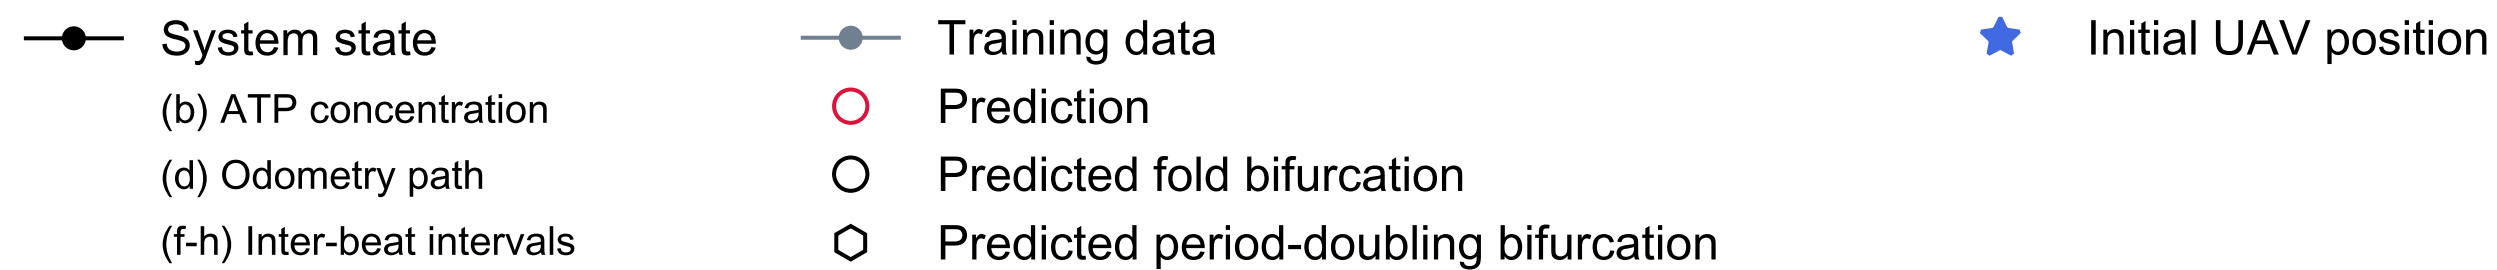 System state
(b) ATP concentration
(d) Odometry path
(f-h) Inter-beat intervals
Training data
Prediction
Predicted fold bifurcation
Predicted period-doubling bifurcation
Initial UAV position